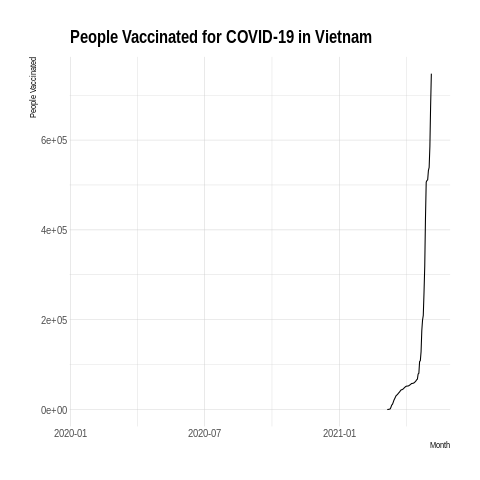 People Vaccinated for COVID-19 in Vietnam
People Vaccinated
6e+05
4e+05
2e+05
0e+00
2020-01 2020-07 2021-01
Month